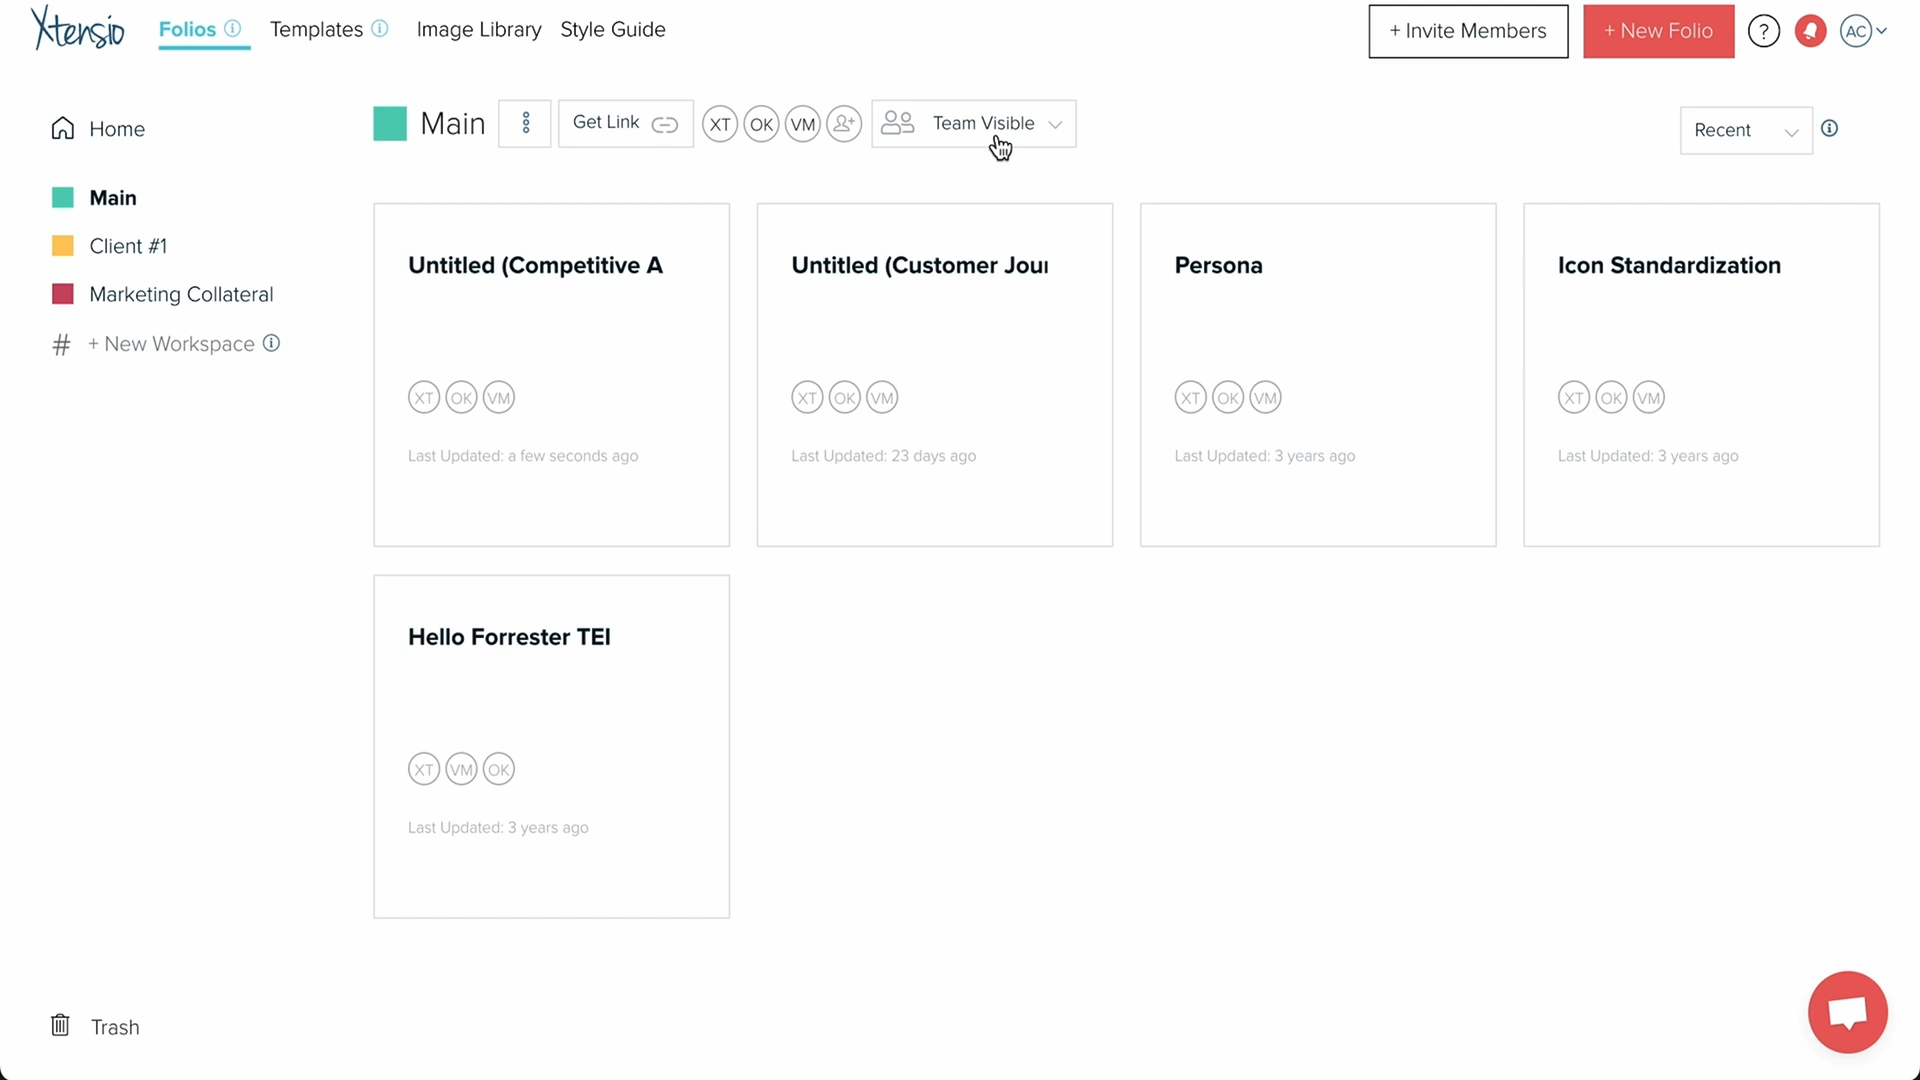 Xtensio
Folios
Templates
Image Library
Style Guide
+ Invite Members
+ New Folio
?
AC
Home
Main
Client #1
Marketing Collateral
# + New Workspace
Main
Get Link
XT OK VM
Team Visible
Recent
Untitled (Competitive A
XT OK VM
Last Updated: a few seconds ago
Untitled (Customer Jour
XT OK VM
Last Updated: 23 days ago
Persona
XT OK VM
Last Updated: 3 years ago
Icon Standardization
XT OK VM
Last Updated: 3 years ago
Hello Forrester TEI
XT VM OK
Last Updated: 3 years ago
Trash